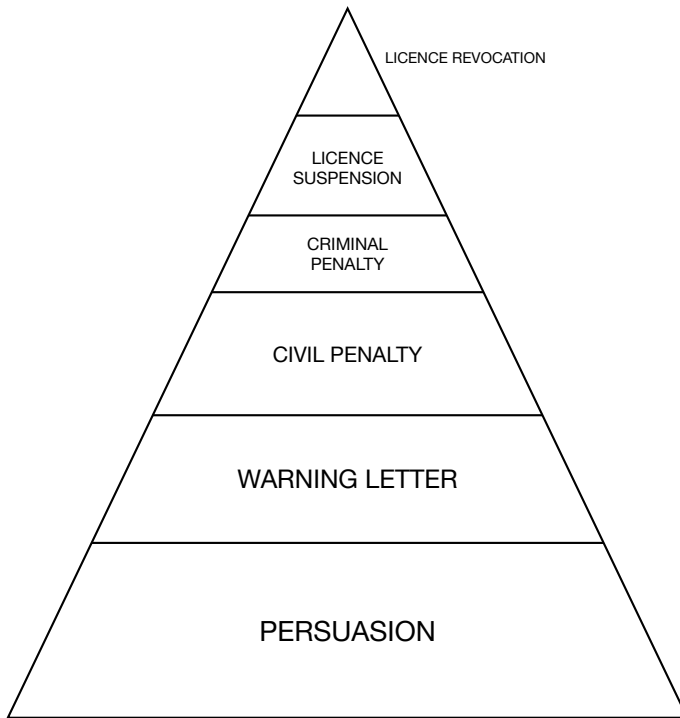 LICENCE REVOCATION
LICENCE
SUSPENSION
CRIMINAL
PENALTY
CIVIL PENALTY
WARNING LETTER
PERSUASION